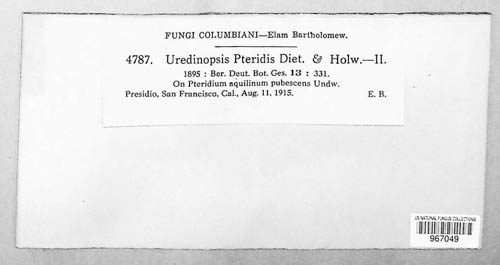 FUNGI COLUMBIANI—Elam Bartholomew.
4787. Uredinopsis Pteridis Diet. & Holw.—II.
1895 : Ber. Deut. Bot. Ges. 13 : 331.
On Pteridium aquilinum pubescens Undw.
Presidio, San Francisco, Cal., Aug. 11. 1915. E. B.
US NATIONAL FUNGUS COLLECTIONS
967049